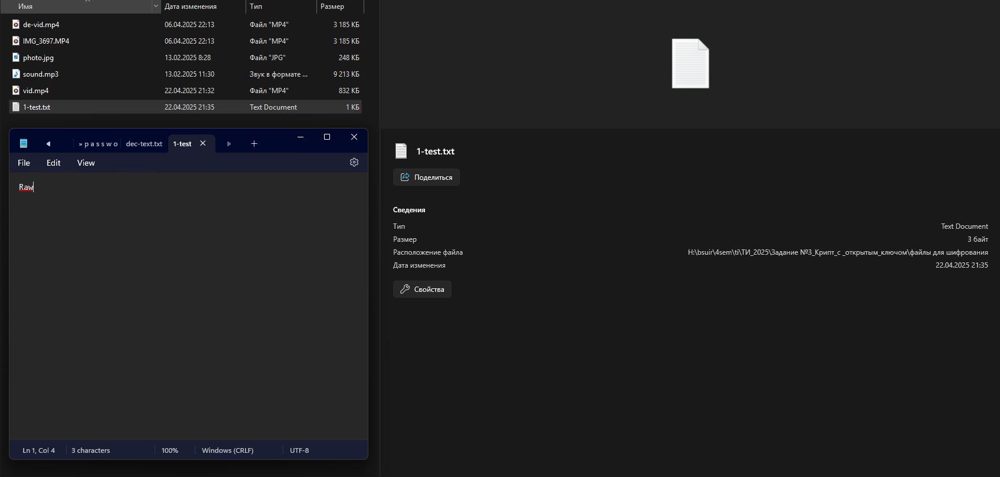 Имя Дата изменения Тип Размер
de-vid.mp4 06.04.2025 22:13 Файл "MP4" 3 185 КБ
IMG_3697.MP4 06.04.2025 22:13 Файл "MP4" 3 185 КБ
photo.jpg 13.02.2025 8:28 Файл "JPG" 248 КБ
sound.mp3 13.02.2025 11:30 Звук в формате ... 9 213 КБ
vid.mp4 22.04.2025 21:32 Файл "MP4" 832 КБ
1-test.txt 22.04.2025 21:35 Text Document 1 КБ
» p a s s w o dec-text.txt 1-test
File Edit View
Raw
Ln 1, Col 4 3 characters 100% Windows (CRLF) UTF-8
1-test.txt
Поделиться
Сведения
Тип Text Document
Размер 3 байт
Расположение файла H:\bsuir\4sem\ti\ТИ_2025\Задание №3_Крипт_с _открытым_ключом\файлы для шифрования
Дата изменения 22.04.2025 21:35
Свойства